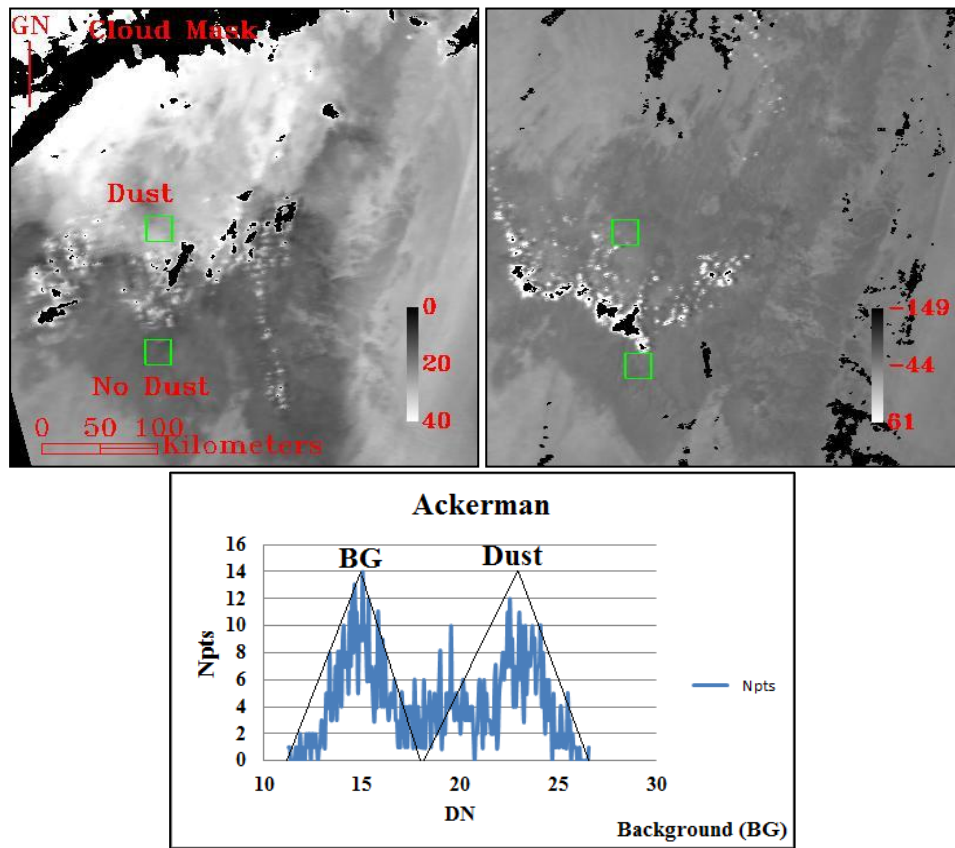 GN
Cloud Mask
Dust
No Dust
0 50 100
Kilometers
0
20
40
-149
-44
61
Ackerman
16
14
12
10
8
6
4
2
0
BG
Dust
Npts
Npts
10 15 20 25 30
DN
Background (BG)